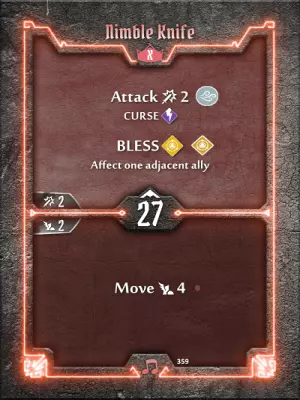 Nimble Knife
X
Attack 2
CURSE
BLESS
Affect one adjacent ally
2
27
2
Move 4
359